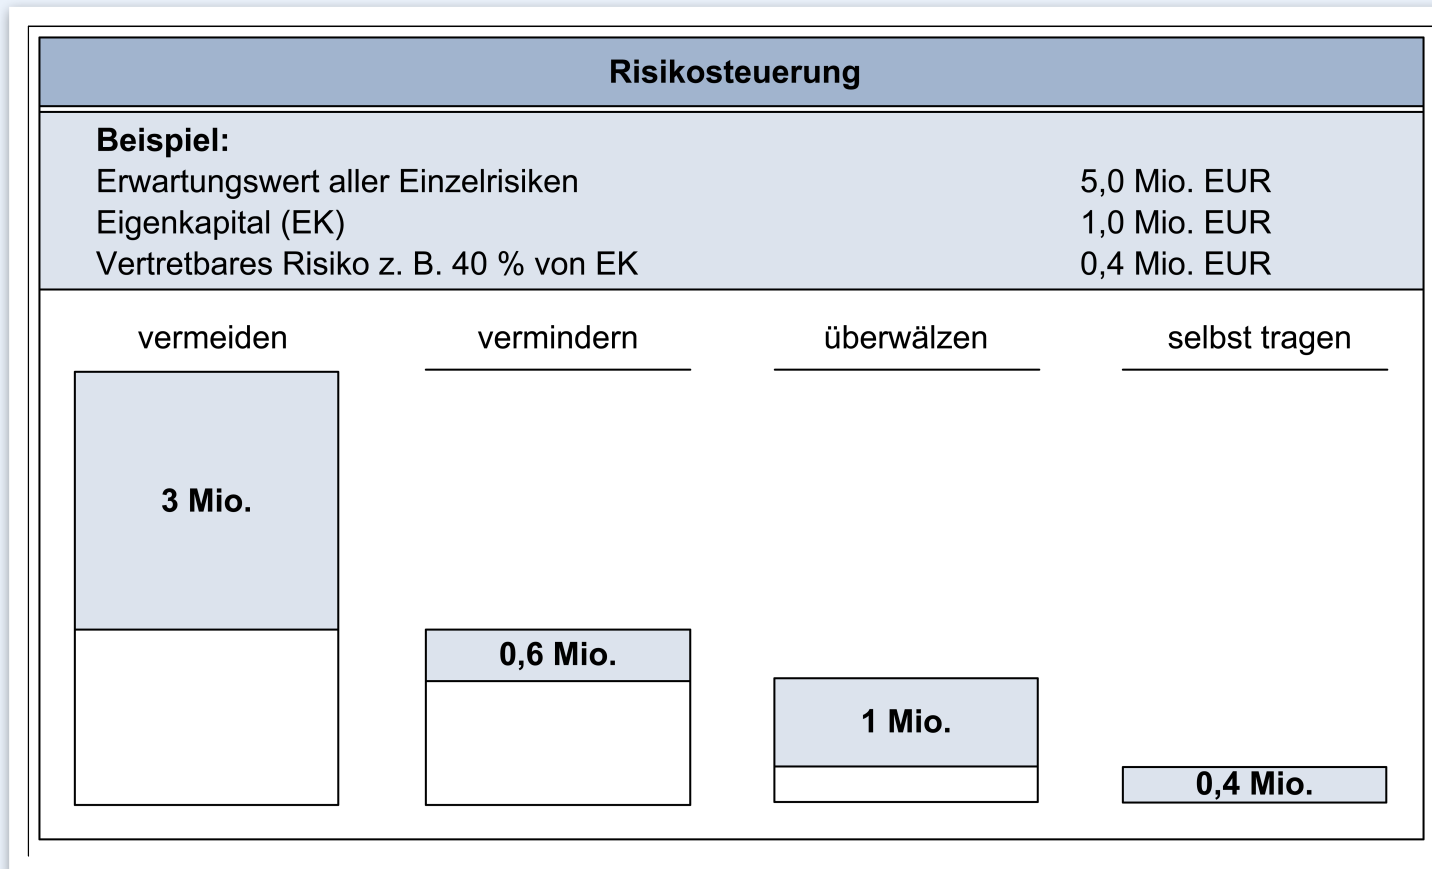 Risikosteuerung
Beispiel:
Erwartungswert aller Einzelrisiken 5,0 Mio. EUR
Eigenkapital (EK) 1,0 Mio. EUR
Vertretbares Risiko z. B. 40 % von EK 0,4 Mio. EUR
vermeiden vermindern überwälzen selbst tragen
3 Mio.
0,6 Mio.
1 Mio.
0,4 Mio.